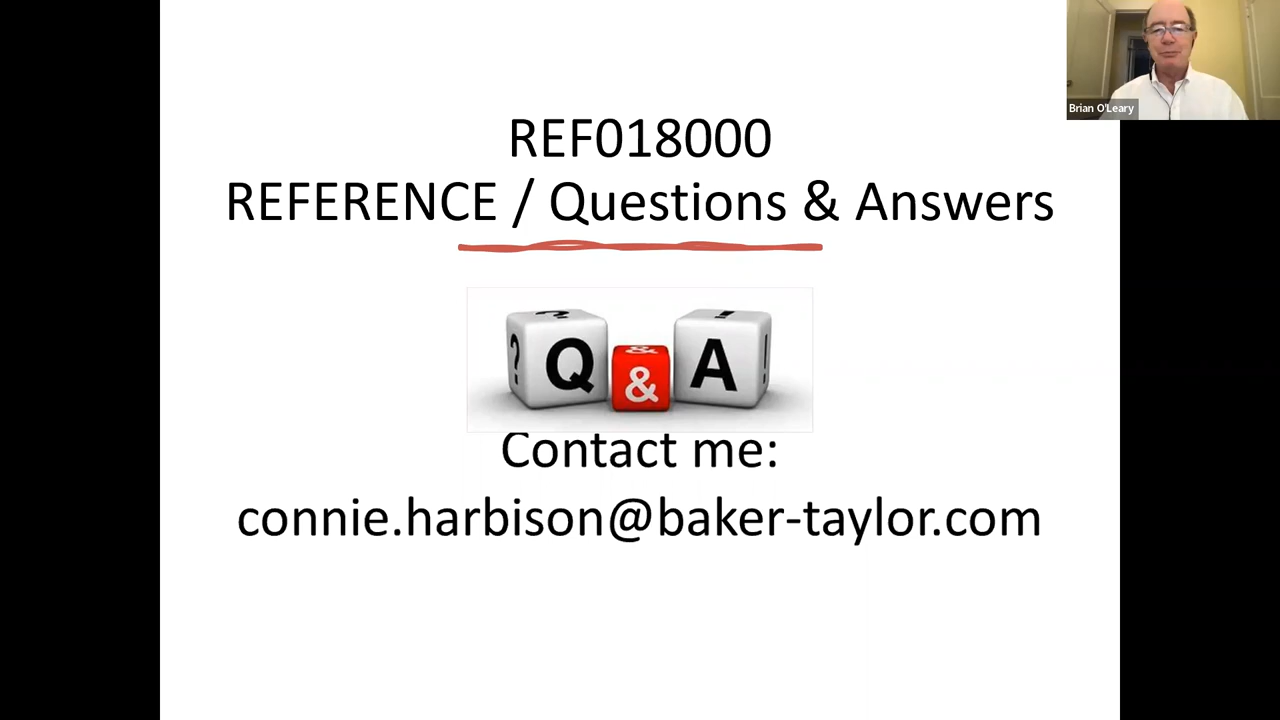 Brian O'Leary
REF018000
REFERENCE / Questions & Answers
? Q & & A ! !
?
Contact me:
connie.harbison@baker-taylor.com